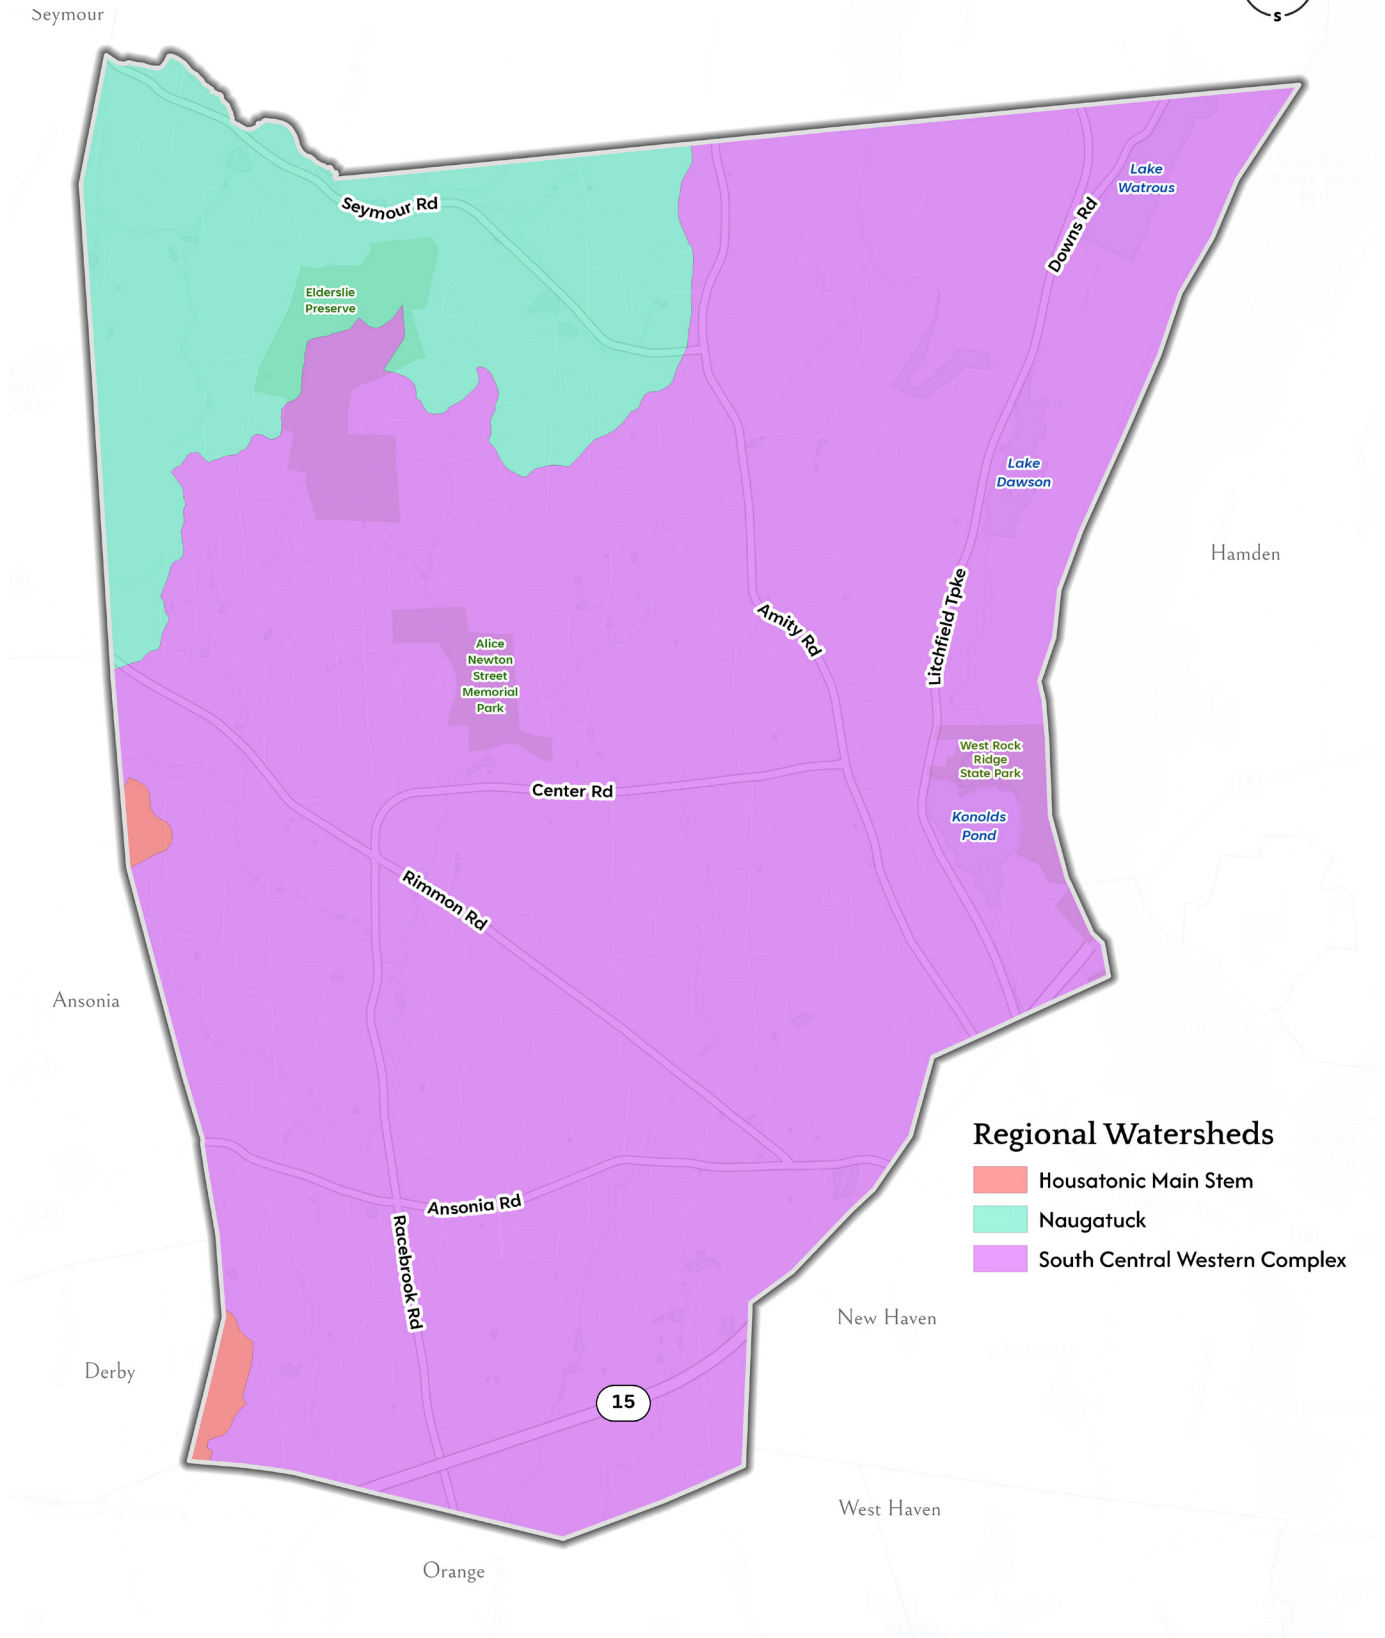 Seymour
S
Lake
Watrous
Seymour Rd
Downs Rd
Elderslie
Preserve
Lake
Dawson
Hamden
Litchfield Tpke
Amity Rd
Alice
Newton
Street
Memorial
Park
West Rock
Ridge
State Park
Center Rd
Konolds
Pond
Rimmon Rd
Ansonia
Regional Watersheds
Housatonic Main Stem
Naugatuck
South Central Western Complex
Ansonia Rd
Racebrook Rd
New Haven
Derby
15
West Haven
Orange